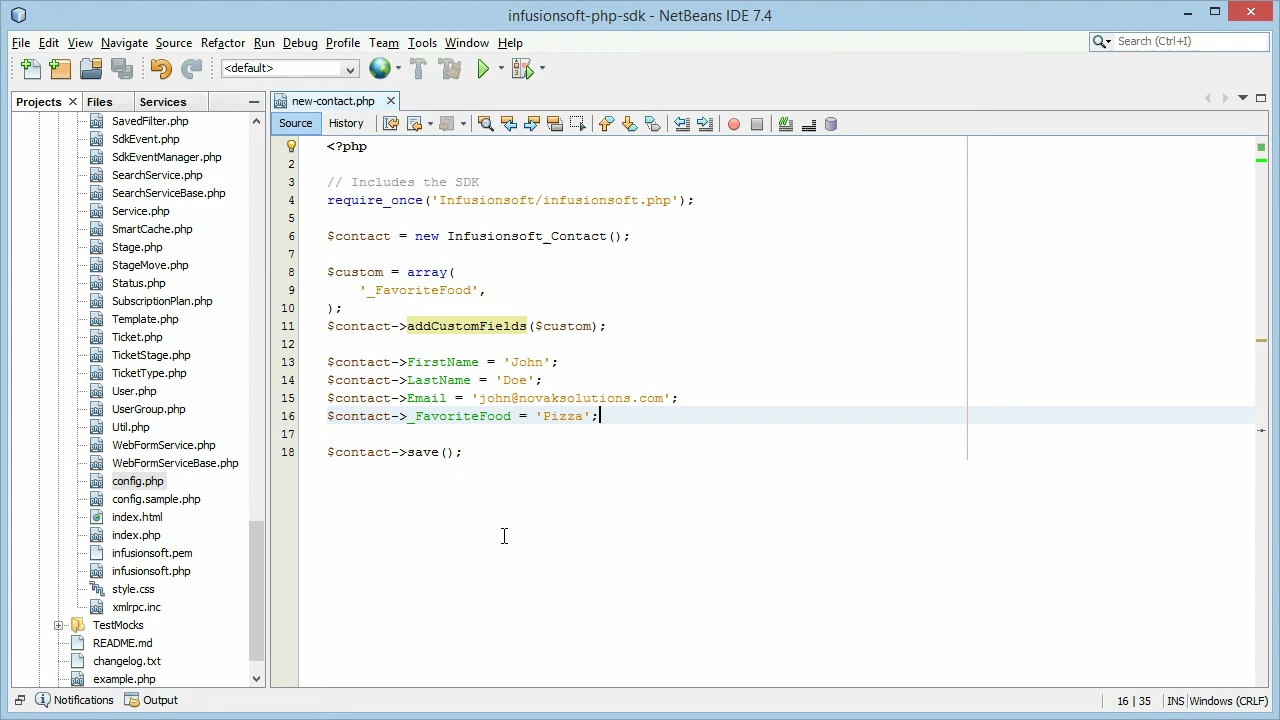 infusionsoft-php-sdk - NetBeans IDE 7.4
File Edit View Navigate Source Refactor Run Debug Profile Team Tools Window Help
Search (Ctrl+I)
<default>
Projects Files Services
new-contact.php
Source History
SavedFilter.php
SdkEvent.php
SdkEventManager.php
SearchService.php
SearchServiceBase.php
Service.php
SmartCache.php
Stage.php
StageMove.php
Status.php
SubscriptionPlan.php
Template.php
Ticket.php
TicketStage.php
TicketType.php
User.php
UserGroup.php
Util.php
WebFormService.php
WebFormServiceBase.php
config.php
config.sample.php
index.html
index.php
infusionsoft.pem
infusionsoft.php
style.css
xmlrpc.inc
TestMocks
README.md
changelog.txt
example.php
<?php
2
3 // Includes the SDK
4 require_once('Infusionsoft/infusionsoft.php');
5
6 $contact = new Infusionsoft_Contact();
7
8 $custom = array(
9 '_FavoriteFood',
10 );
11 $contact->addCustomFields($custom);
12
13 $contact->FirstName = 'John';
14 $contact->LastName = 'Doe';
15 $contact->Email = 'john@novaksolutions.com';
16 $contact->_FavoriteFood = 'Pizza';
17
18 $contact->save();
Notifications Output
16 | 35 INS Windows (CRLF)